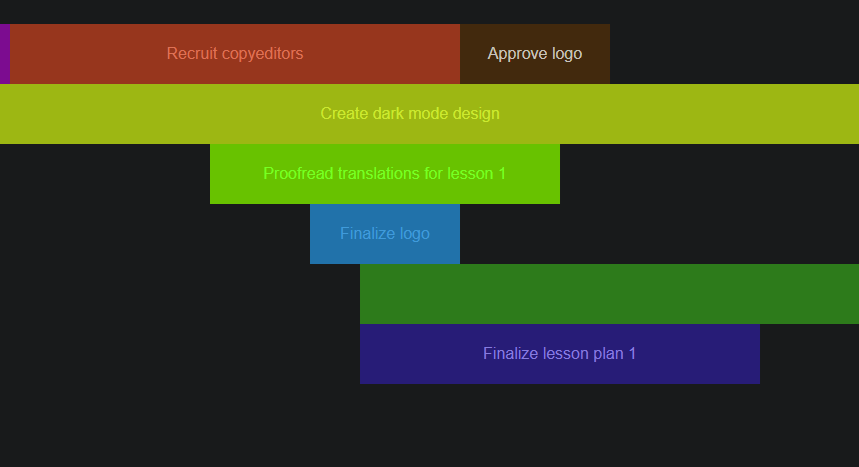 Recruit copyeditors
Approve logo
Create dark mode design
Proofread translations for lesson 1
Finalize logo
Finalize lesson plan 1